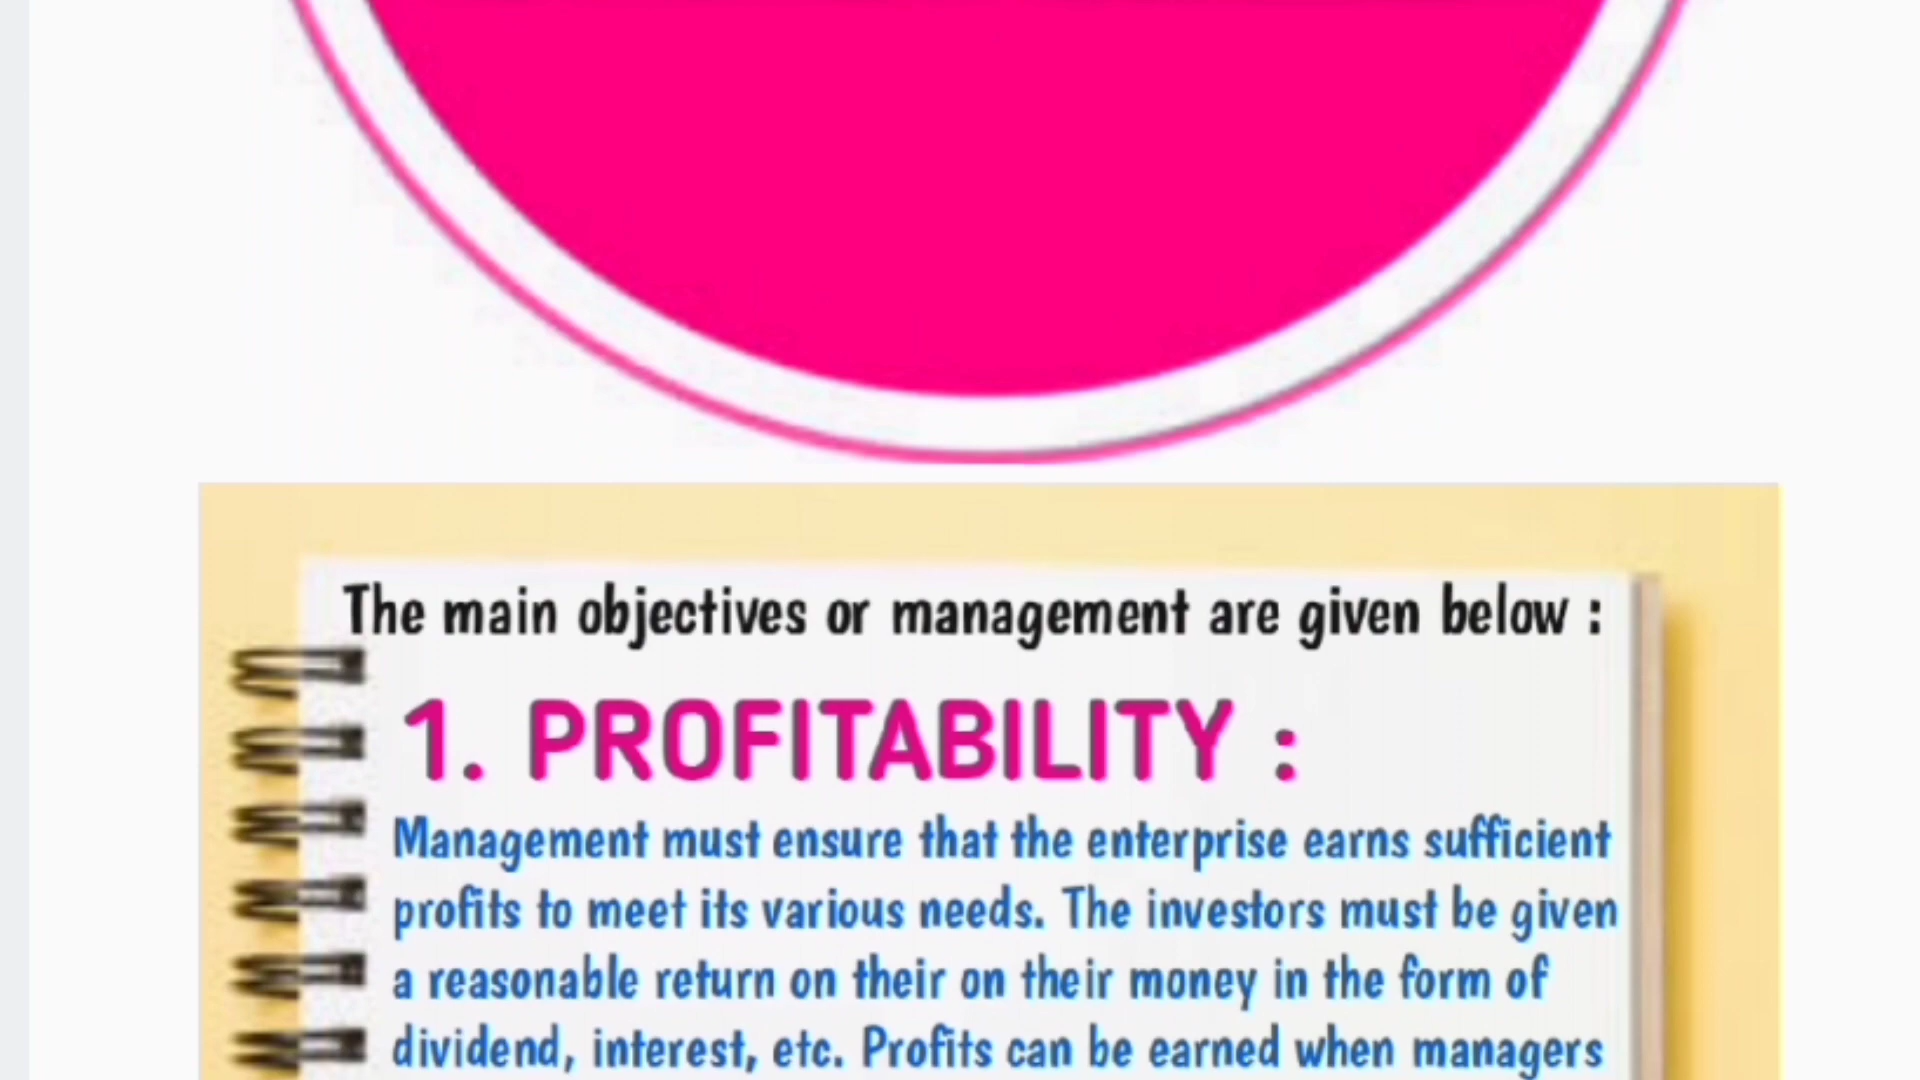 The main objectives or management are given below :
1. PROFITABILITY :
Management must ensure that the enterprise earns sufficient
profits to meet its various needs. The investors must be given
a reasonable return on their on their money in the form of
dividend, interest, etc. Profits can be earned when managers